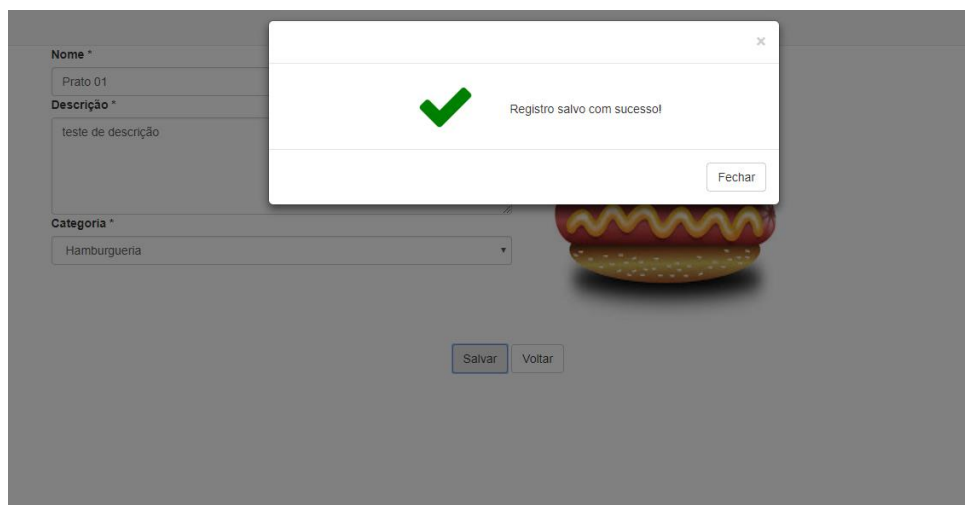 ×
Nome *
Prato 01
Descrição *
teste de descrição
Registro salvo com sucesso!
Fechar
Categoria *
Hamburgueria
Salvar Voltar